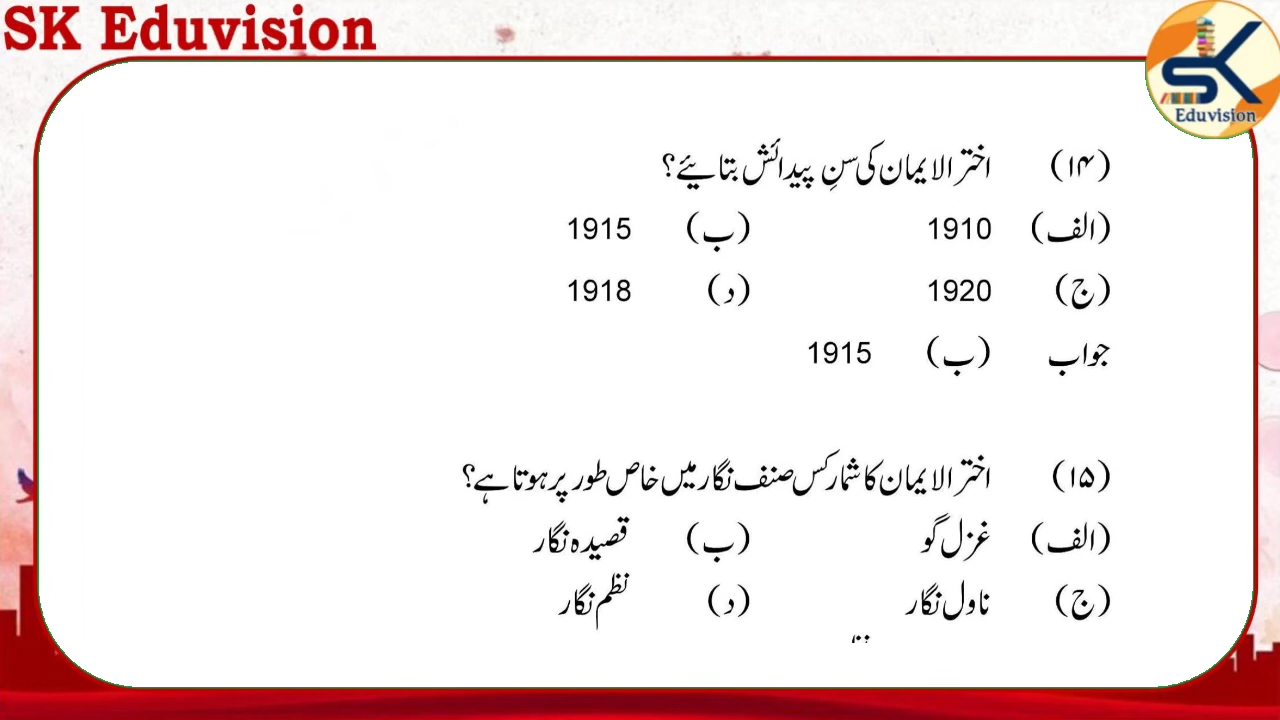 SK Eduvision
SK
Eduvision
(۱۴) اختر الایمان کی سنِ پیدائش بتایئے؟
(الف) 1910 (ب) 1915
(ج) 1920 (د) 1918
جواب (ب) 1915
(۱۵) اختر الایمان کا شمار کس صنف نگار میں خاص طور پر ہوتا ہے؟
(الف) غزل گو (ب) قصیدہ نگار
(ج) ناول نگار (د) نظم نگار